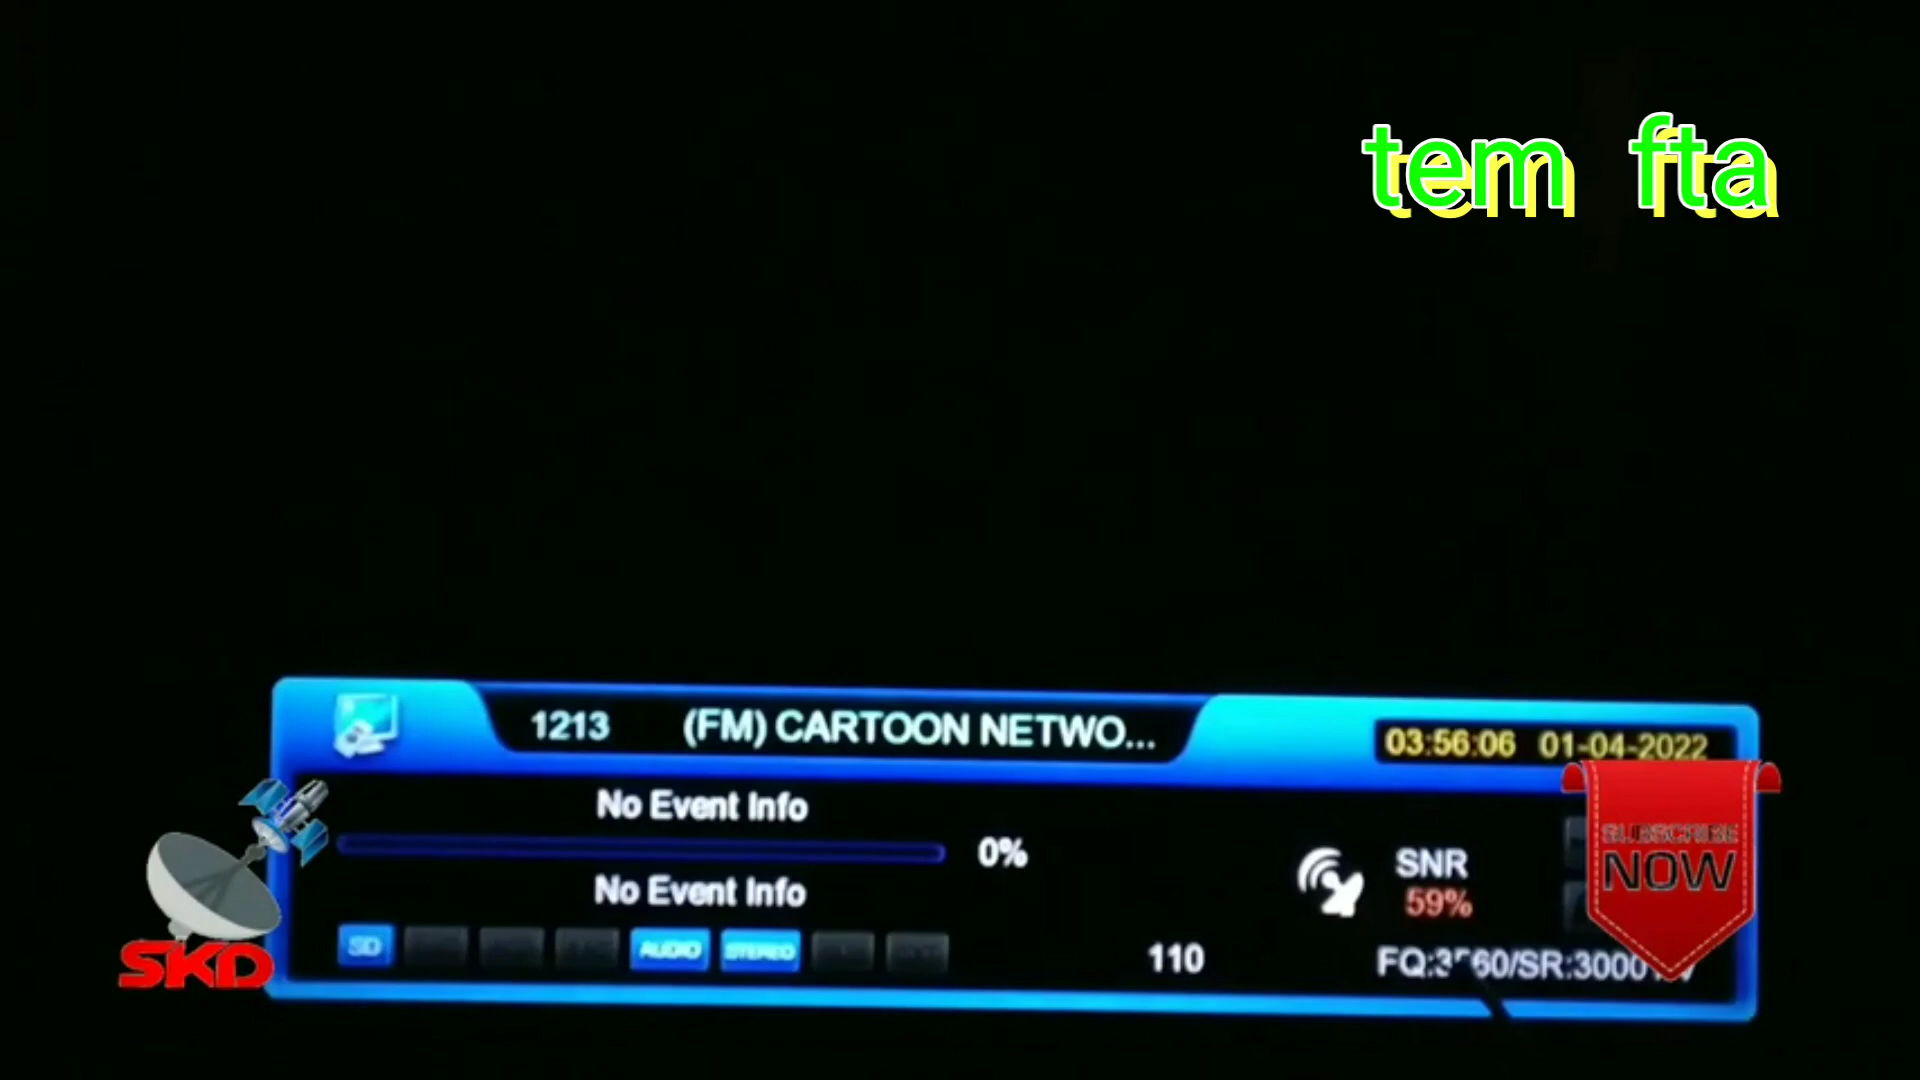 tem fta
1213 (FM) CARTOON NETWO...
03:56:06 01-04-2022
No Event Info
0%
No Event Info
SNR
59%
SUBSCRIBE
NOW
SD AUDIO STEREO
110
SKD